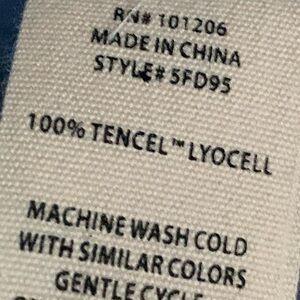 RN# 101206
MADE IN CHINA
STYLE# 5FD95
100% TENCEL™ LYOCELL
MACHINE WASH COLD
WITH SIMILAR COLORS
GENTLE CYCLE